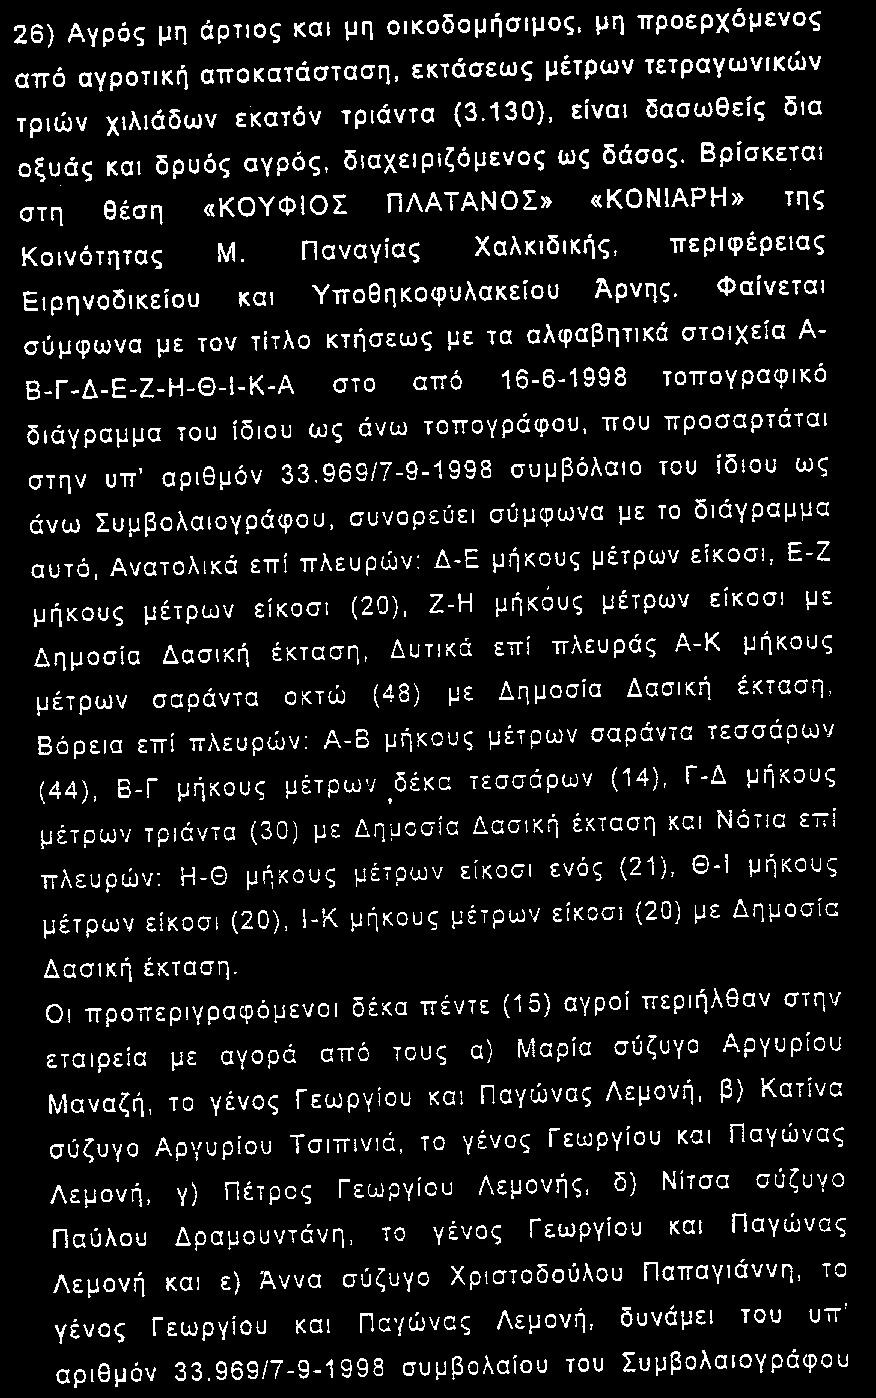 26) Αγρός μη άρτιος και μη οικοδομήσιμος, μη προερχόμενος
από αγροτική αποκατάσταση, εκτάσεως μέτρων τετραγωνικών
τριών χιλιάδων εκατόν τριάντα (3.130), είναι δασωθείς δια
οξυάς και δρυός αγρός, διαχειριζόμενος ως δάσος. Βρίσκεται
στη θέση «ΚΟΥΦΙΟΣ ΠΛΑΤΑΝΟΣ» «ΚΟΝΙΑΡΗ» της
Κοινότητας Μ. Παναγίας Χαλκιδικής, περιφέρειας
Ειρηνοδικείου και Υποθηκοφυλακείου Άρνης. Φαίνεται
σύμφωνα με τον τίτλο κτήσεως με τα αλφαβητικά στοιχεία Α-
Β-Γ-Δ-Ε-Ζ-Η-Θ-Ι-Κ-Α στο από 16-6-1998 τοπογραφικό
διάγραμμα του ίδιου ως άνω τοπογράφου, που προσαρτάται
στην υπ' αριθμόν 33.969/7-9-1998 συμβόλαιο του ίδιου ως
άνω Συμβολαιογράφου, συνορεύει σύμφωνα με το διάγραμμα
αυτό, Ανατολικά επί πλευρών: Δ-Ε μήκους μέτρων είκοσι, Ε-Ζ
μήκους μέτρων είκοσι (20), Ζ-Η μήκους μέτρων είκοσι με
Δημοσία Δασική έκταση, Δυτικά επί πλευράς Α-Κ μήκους
μέτρων σαράντα οκτώ (48) με Δημοσία Δασική έκταση,
Βόρεια επί πλευρών: Α-Β μήκους μέτρων σαράντα τεσσάρων
(44), Β-Γ μήκους μέτρων δέκα τεσσάρων (14), Γ-Δ μήκους
μέτρων τριάντα (30) με Δημοσία Δασική έκταση και Νότια επί
πλευρών: Η-Θ μήκους μέτρων είκοσι ενός (21), Θ-Ι μήκους
μέτρων είκοσι (20), Ι-Κ μήκους μέτρων είκοσι (20) με Δημοσία
Δασική έκταση.
Οι προπεριγραφόμενοι δέκα πέντε (15) αγροί περιήλθαν στην
εταιρεία με αγορά από τους α) Μαρία σύζυγο Αργυρίου
Μαναζή, το γένος Γεωργίου και Παγώνας Λεμονή, β) Κατίνα
σύζυγο Αργυρίου Τσιπινιά, το γένος Γεωργίου και Παγώνας
Λεμονή, γ) Πέτρος Γεωργίου Λεμονής, δ) Νίτσα σύζυγο
Παύλου Δραμουντάνη, το γένος Γεωργίου και Παγώνας
Λεμονή και ε) Άννα σύζυγο Χριστοδούλου Παπαγιάννη, το
γένος Γεωργίου και Παγώνας Λεμονή, δυνάμει του υπ'
αριθμόν 33.969/7-9-1998 συμβολαίου του Συμβολαιογράφου